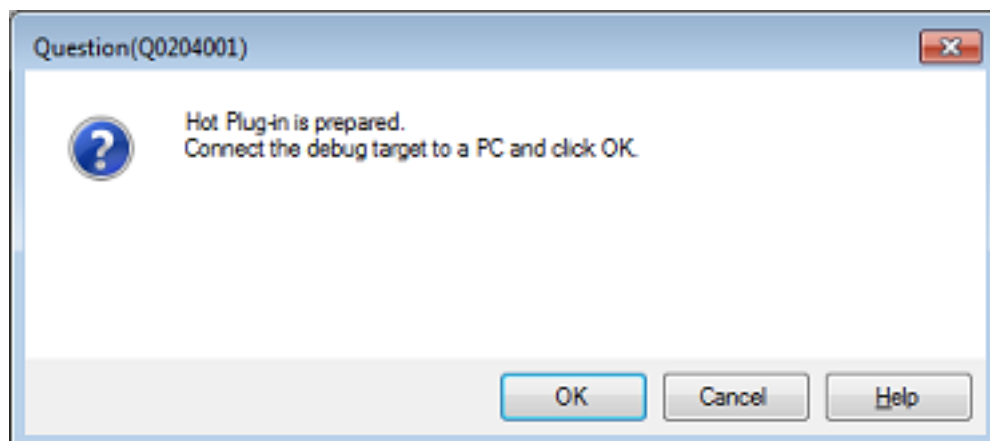 Question(Q0204001)
Hot Plug-in is prepared.
Connect the debug target to a PC and click OK.
OK
Cancel
Help